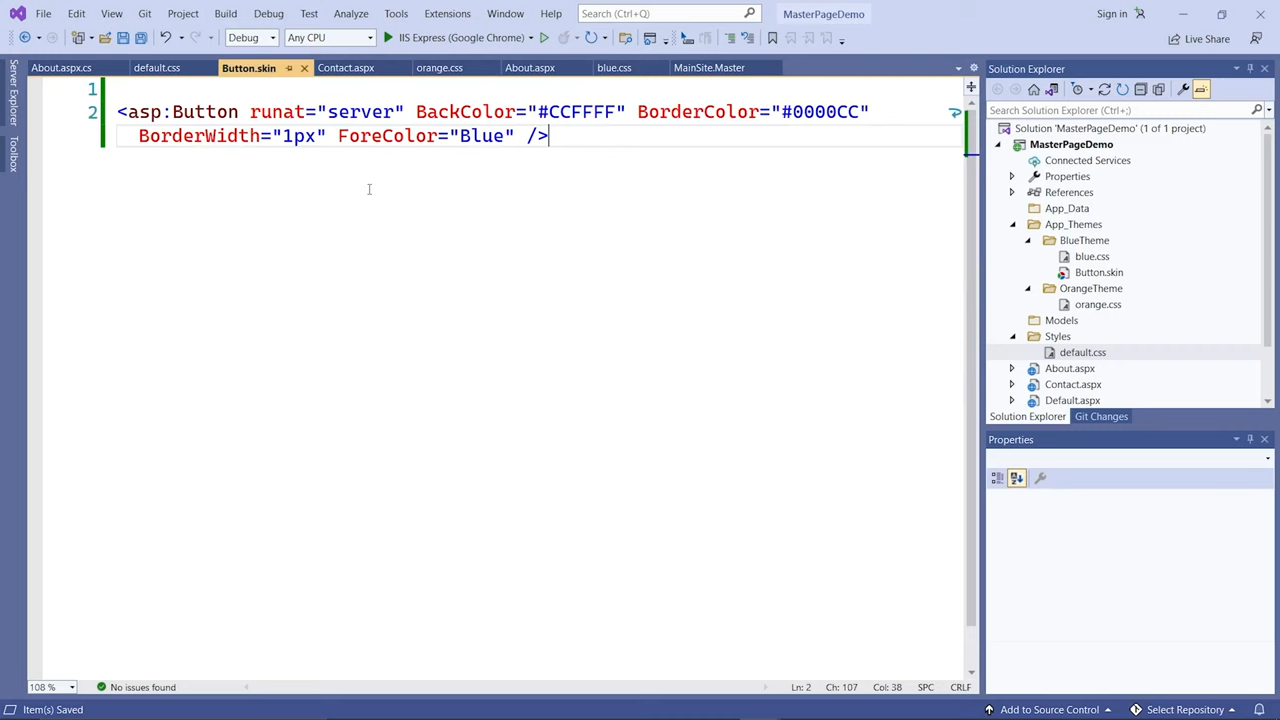 File Edit View Git Project Build Debug Test Analyze Tools Extensions Window Help Search (Ctrl+Q) MasterPageDemo Sign in
Debug Any CPU IIS Express (Google Chrome) Live Share
About.aspx.cs default.css Button.skin Contact.aspx orange.css About.aspx blue.css MainSite.Master
Server Explorer
Toolbox
1
2 <asp:Button runat="server" BackColor="#CCFFFF" BorderColor="#0000CC"
BorderWidth="1px" ForeColor="Blue" />
108 % No issues found Ln: 2 Ch: 107 Col: 38 SPC CRLF
Solution Explorer
Search Solution Explorer (Ctrl+;)
Solution 'MasterPageDemo' (1 of 1 project)
MasterPageDemo
Connected Services
Properties
References
App_Data
App_Themes
BlueTheme
blue.css
Button.skin
OrangeTheme
orange.css
Models
Styles
default.css
About.aspx
Contact.aspx
Default.aspx
Solution Explorer Git Changes
Properties
Item(s) Saved Add to Source Control Select Repository